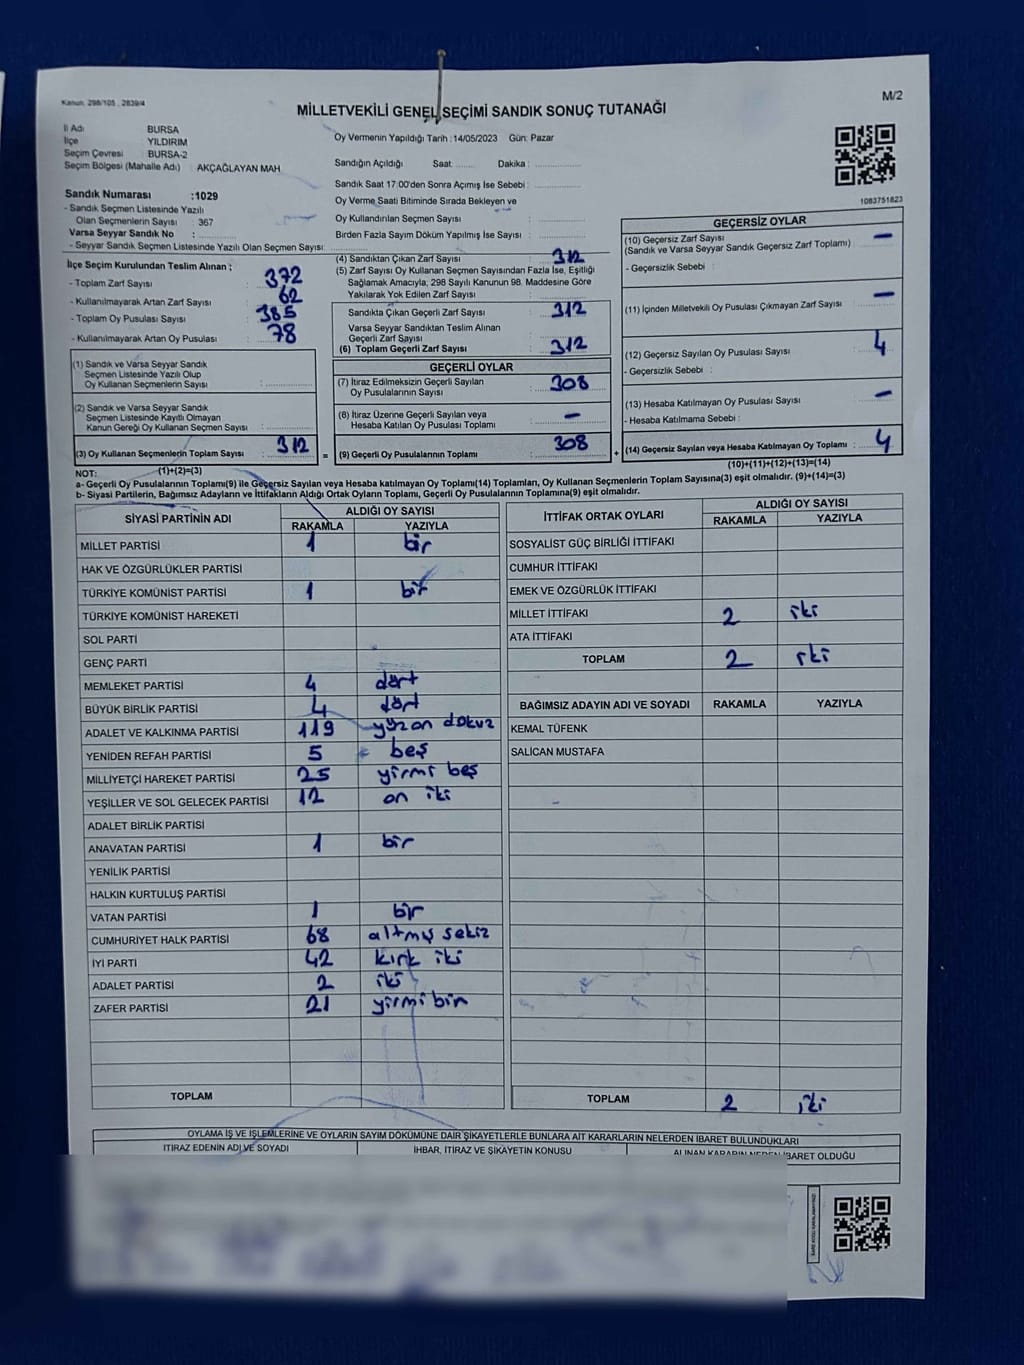 Kanun. 298/105 , 2839/4
M/2
MİLLETVEKİLİ GENEL SEÇİMİ SANDIK SONUÇ TUTANAĞI
İl Adı BURSA
İlçe YILDIRIM
Seçim Çevresi BURSA-2
Seçim Bölgesi (Mahalle Adı) : AKÇAĞLAYAN MAH
Sandık Numarası :1029
- Sandık Seçmen Listesinde Yazılı
Olan Seçmenlerin Sayısı : 367
Varsa Seyyar Sandık No :
- Seyyar Sandık Seçmen Listesinde Yazılı Olan Seçmen Sayısı:
Oy Vermenin Yapıldığı Tarih : 14/05/2023 Gün: Pazar
Sandığın Açıldığı Saat Dakika :
Sandık Saat 17:00'den Sonra Açımış İse Sebebi :
Oy Verme Saati Bitiminde Sırada Bekleyen ve
Oy Kullandırılan Seçmen Sayısı :
Birden Fazla Sayım Döküm Yapılmış İse Sayısı :
1083751823
İlçe Seçim Kurulundan Teslim Alınan ;
- Toplam Zarf Sayısı : 372
- Kullanılmayarak Artan Zarf Sayısı : 62
- Toplam Oy Pusulası Sayısı : 385
- Kullanılmayarak Artan Oy Pusulası : 78
(1) Sandık ve Varsa Seyyar Sandık
Seçmen Listesinde Yazılı Olup
Oy Kullanan Seçmenlerin Sayısı :
(2) Sandık ve Varsa Seyyar Sandık
Seçmen Listesinde Kayıtlı Olmayan
Kanun Gereği Oy Kullanan Seçmen Sayısı :
(3) Oy Kullanan Seçmenlerin Toplam Sayısı : 312
(1)+(2)=(3)
(4) Sandıktan Çıkan Zarf Sayısı : 312
(5) Zarf Sayısı Oy Kullanan Seçmen Sayısından Fazla İse, Eşitliği
Sağlamak Amacıyla; 298 Sayılı Kanunun 98. Maddesine Göre
Yakılarak Yok Edilen Zarf Sayısı :
Sandıkta Çıkan Geçerli Zarf Sayısı : 312
Varsa Seyyar Sandıktan Teslim Alınan
Geçerli Zarf Sayısı :
(6) Toplam Geçerli Zarf Sayısı : 312
GEÇERLİ OYLAR
(7) İtiraz Edilmeksizin Geçerli Sayılan
Oy Pusulalarının Sayısı : 308
(8) İtiraz Üzerine Geçerli Sayılan veya
Hesaba Katılan Oy Pusulası Toplamı : –
= (9) Geçerli Oy Pusulalarının Toplamı : 308
GEÇERSİZ OYLAR
(10) Geçersiz Zarf Sayısı : –
(Sandık ve Varsa Seyyar Sandık Geçersiz Zarf Toplamı)
- Geçersizlik Sebebi :
(11) İçinden Milletvekili Oy Pusulası Çıkmayan Zarf Sayısı : –
(12) Geçersiz Sayılan Oy Pusulası Sayısı : 4
- Geçersizlik Sebebi :
(13) Hesaba Katılmayan Oy Pusulası Sayısı : –
- Hesaba Katılmama Sebebi :
+ (14) Geçersiz Sayılan veya Hesaba Katılmayan Oy Toplamı : 4
(10)+(11)+(12)+(13)=(14)
NOT:
a- Geçerli Oy Pusulalarının Toplamı(9) ile Geçersiz Sayılan veya Hesaba Katılmayan Oy Toplamı(14) Toplamları, Oy Kullanan Seçmenlerin Toplam Sayısına(3) eşit olmalıdır. (9)+(14)=(3)
b- Siyasi Partilerin, Bağımsız Adayların ve İttifakların Aldığı Ortak Oyların Toplamı, Geçerli Oy Pusulalarının Toplamına(9) eşit olmalıdır.
SİYASİ PARTİNİN ADI ALDIĞI OY SAYISI
RAKAMLA YAZIYLA
MİLLET PARTİSİ 1 bir
HAK VE ÖZGÜRLÜKLER PARTİSİ
TÜRKİYE KOMÜNİST PARTİSİ 1 bir
TÜRKİYE KOMÜNİST HAREKETİ
SOL PARTİ
GENÇ PARTİ
MEMLEKET PARTİSİ 4 dört
BÜYÜK BİRLİK PARTİSİ 4 dört
ADALET VE KALKINMA PARTİSİ 119 yüzon dokuz
YENİDEN REFAH PARTİSİ 5 beş
MİLLİYETÇİ HAREKET PARTİSİ 25 yirmi beş
YEŞİLLER VE SOL GELECEK PARTİSİ 12 on iki
ADALET BİRLİK PARTİSİ
ANAVATAN PARTİSİ 1 bir
YENİLİK PARTİSİ
HALKIN KURTULUŞ PARTİSİ
VATAN PARTİSİ 1 bir
CUMHURİYET HALK PARTİSİ 68 altmış sekiz
İYİ PARTİ 42 kırk iki
ADALET PARTİSİ 2 iki
ZAFER PARTİSİ 21 yirmi bir
TOPLAM
İTTİFAK ORTAK OYLARI ALDIĞI OY SAYISI
RAKAMLA YAZIYLA
SOSYALİST GÜÇ BİRLİĞİ İTTİFAKI
CUMHUR İTTİFAKI
EMEK VE ÖZGÜRLÜK İTTİFAKI
MİLLET İTTİFAKI 2 iki
ATA İTTİFAKI
TOPLAM 2 iki
BAĞIMSIZ ADAYIN ADI VE SOYADI RAKAMLA YAZIYLA
KEMAL TÜFENK
SALİCAN MUSTAFA
TOPLAM 2 iki
OYLAMA İŞ VE İŞLEMLERİNE VE OYLARIN SAYIM DÖKÜMÜNE DAİR ŞİKAYETLERLE BUNLARA AİT KARARLARIN NELERDEN İBARET BULUNDUKLARI
İTİRAZ EDENİN ADI VE SOYADI İHBAR, İTİRAZ VE ŞİKAYETİN KONUSU ALINAN KARARIN NEDEN İBARET OLDUĞU